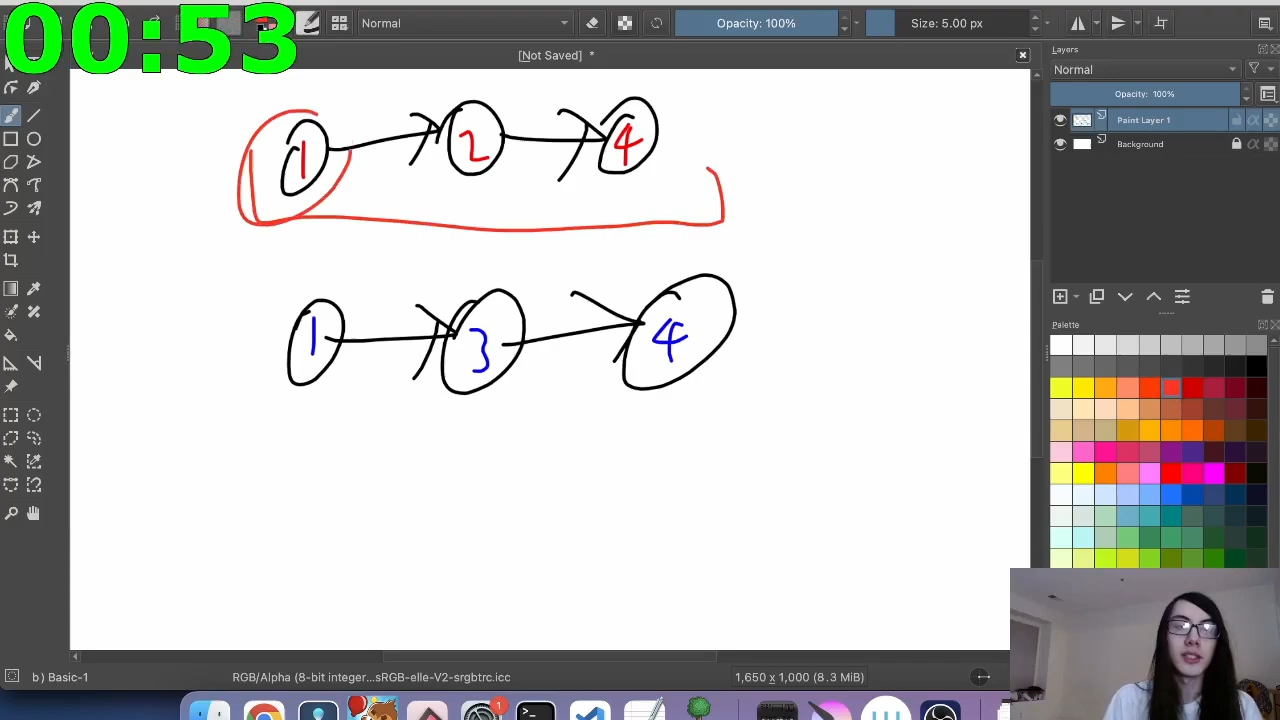 00:53
Normal
Opacity: 100%
Size: 5.00 px
[Not Saved] *
Layers
Normal
Opacity: 100%
Paint Layer 1
Background
1 2 4
1 3 4
Palette
b) Basic-1
RGB/Alpha (8-bit integer...sRGB-elle-V2-srgbtrc.icc
1,650 x 1,000 (8.3 MiB)
1